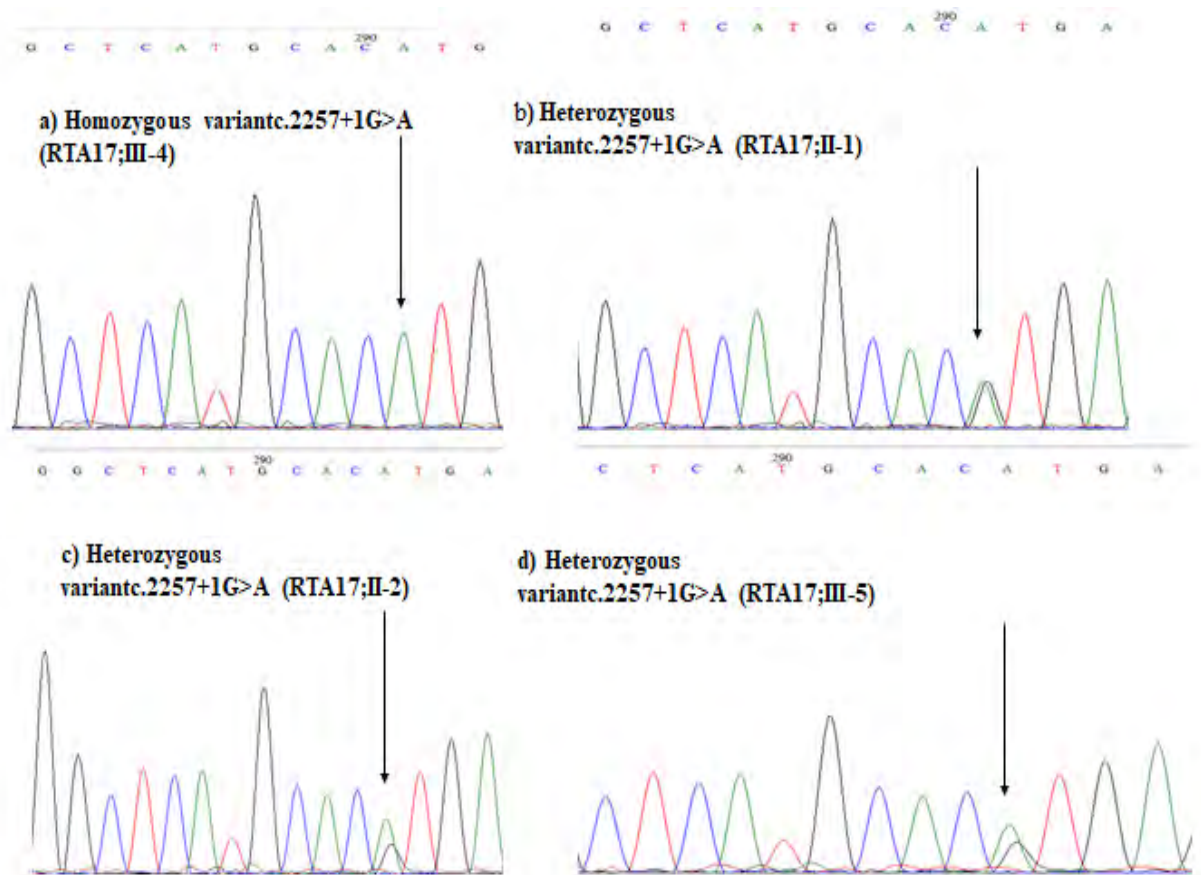 290
G C T C A T G C A C A T G
a) Homozygous variantc.2257+1G>A
(RTA17;III-4)
290
G C T C A T G C A C A T G A
b) Heterozygous
variantc.2257+1G>A (RTA17;II-1)
290
G G C T C A T G C A C A T G A
c) Heterozygous
variantc.2257+1G>A (RTA17;II-2)
290
C T C A T G C A C A T G A
d) Heterozygous
variantc.2257+1G>A (RTA17;III-5)